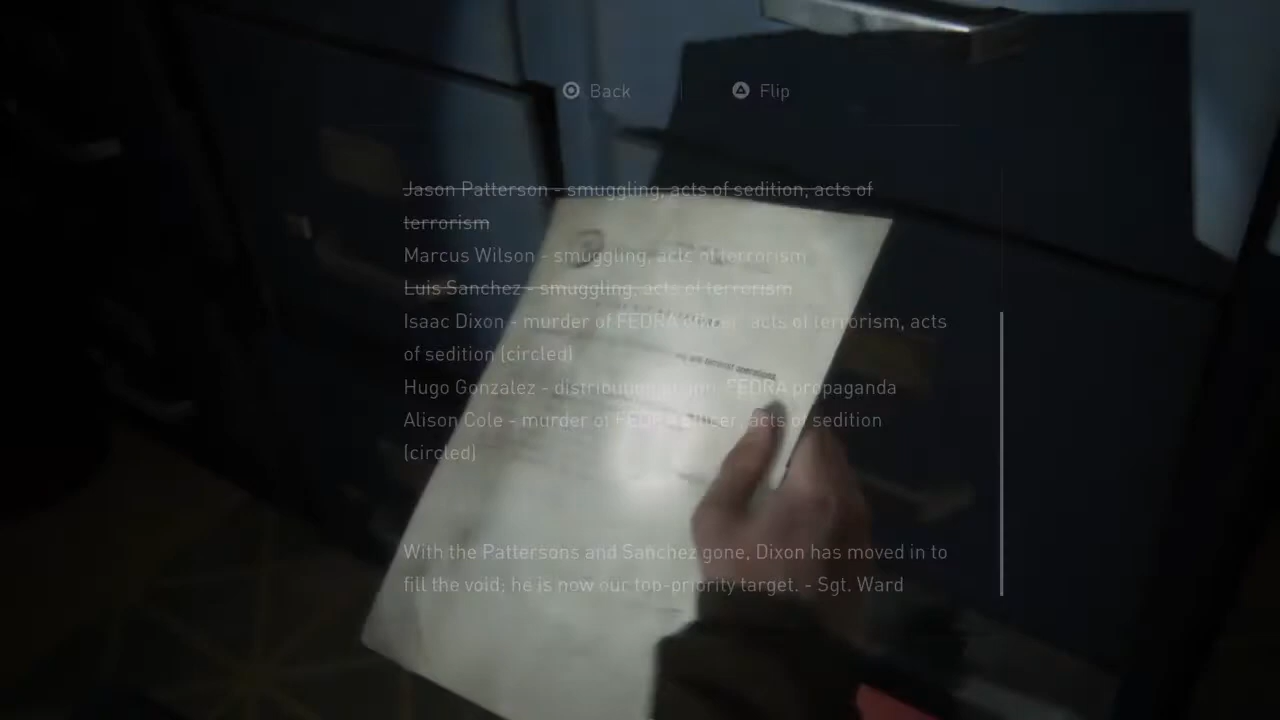 Back
Flip
Jason Patterson - smuggling, acts of sedition, acts of
terrorism
Marcus Wilson - smuggling, acts of terrorism
Luis Sanchez - smuggling, acts of terrorism
Isaac Dixon - murder of FEDRA officer, acts of terrorism, acts
of sedition (circled)
Hugo Gonzalez - distribution of FEDRA propaganda
Alison Cole - murder of FEDRA officer, acts of sedition
(circled)
With the Pattersons and Sanchez gone, Dixon has moved in to
fill the void; he is now our top-priority target. - Sgt. Ward